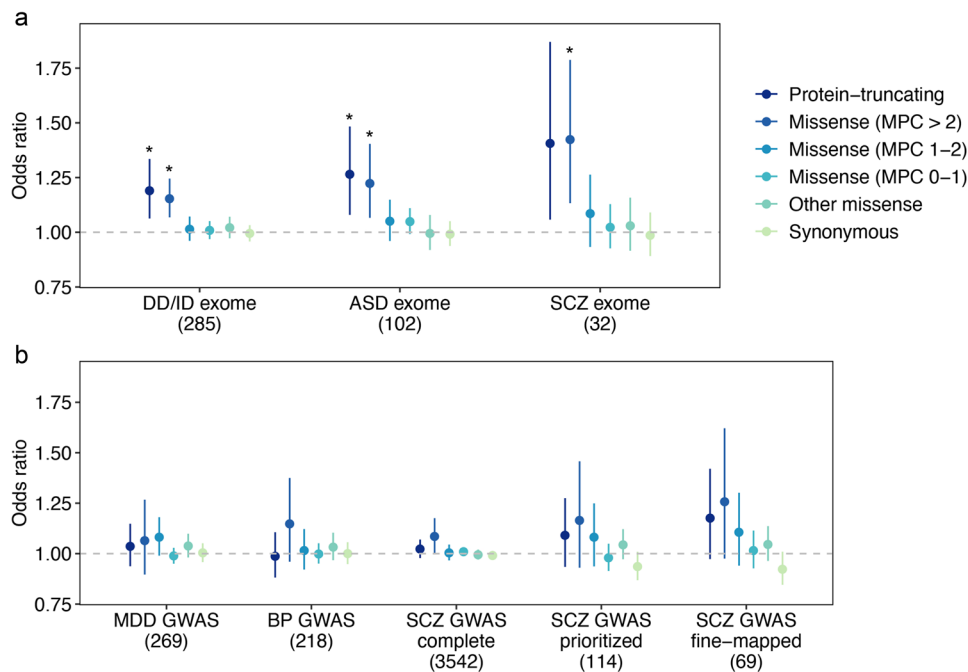 a
Odds ratio
1.75
1.50
1.25
1.00
0.75
* * * * *
DD/ID exome
(285)
ASD exome
(102)
SCZ exome
(32)
Protein−truncating
Missense (MPC > 2)
Missense (MPC 1−2)
Missense (MPC 0−1)
Other missense
Synonymous
b
Odds ratio
1.75
1.50
1.25
1.00
0.75
MDD GWAS
(269)
BP GWAS
(218)
SCZ GWAS
complete
(3542)
SCZ GWAS
prioritized
(114)
SCZ GWAS
fine−mapped
(69)